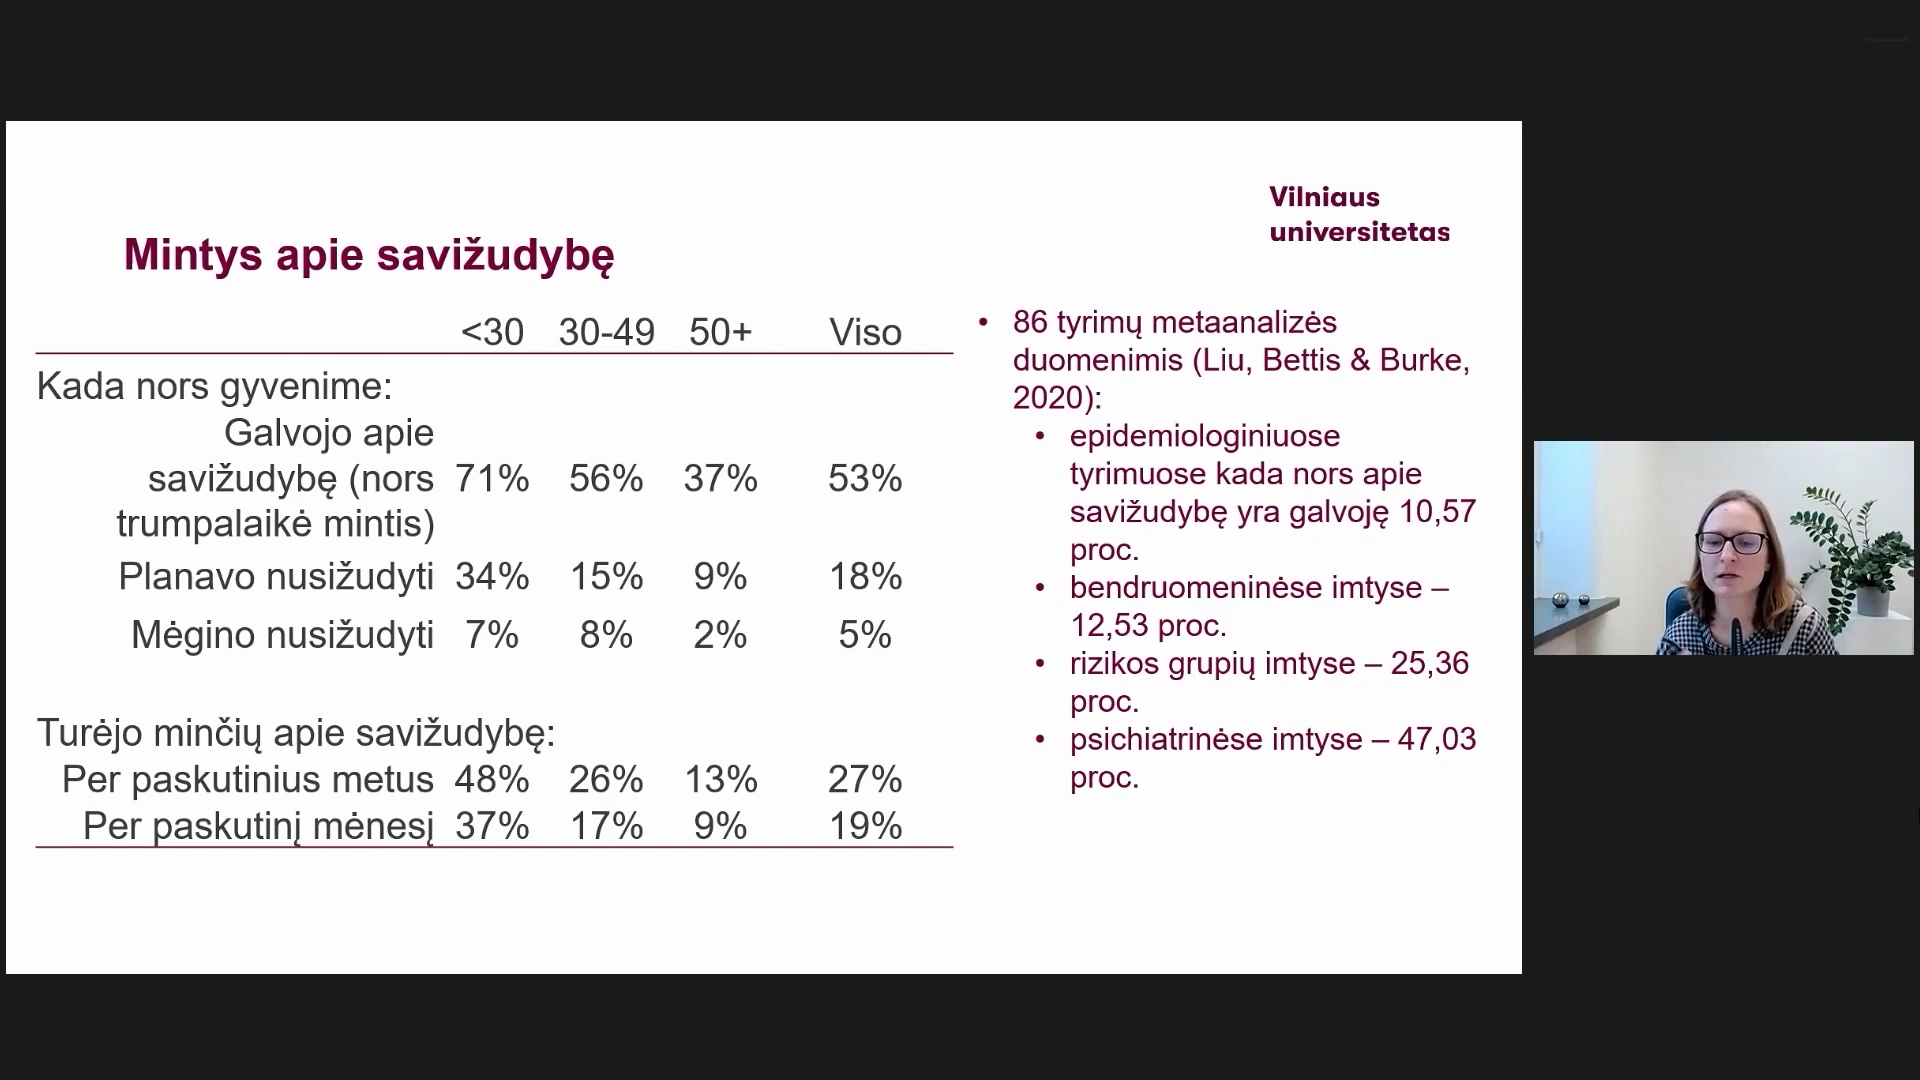 Vilniaus
universitetas
Mintys apie savižudybę
<30 30-49 50+ Viso
Kada nors gyvenime:
Galvojo apie
savižudybę (nors 71% 56% 37% 53%
trumpalaikė mintis)
Planavo nusižudyti 34% 15% 9% 18%
Mėgino nusižudyti 7% 8% 2% 5%
Turėjo minčių apie savižudybę:
Per paskutinius metus 48% 26% 13% 27%
Per paskutinį mėnesį 37% 17% 9% 19%
• 86 tyrimų metaanalizės
duomenimis (Liu, Bettis & Burke,
2020):
• epidemiologiniuose
tyrimuose kada nors apie
savižudybę yra galvoję 10,57
proc.
• bendruomeninėse imtyse –
12,53 proc.
• rizikos grupių imtyse – 25,36
proc.
• psichiatrinėse imtyse – 47,03
proc.